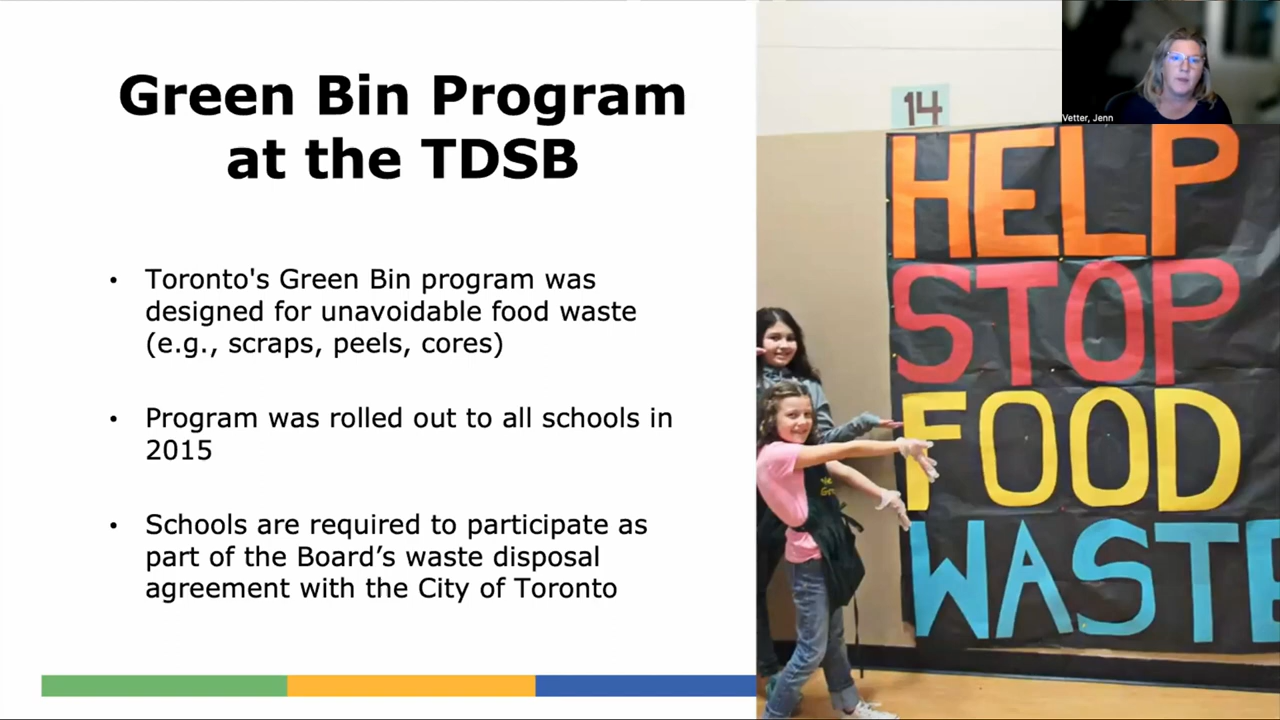 Green Bin Program
at the TDSB
• Toronto's Green Bin program was
designed for unavoidable food waste
(e.g., scraps, peels, cores)
• Program was rolled out to all schools in
2015
• Schools are required to participate as
part of the Board’s waste disposal
agreement with the City of Toronto
14
HELP
STOP
FOOD
WASTE
Vetter, Jenn